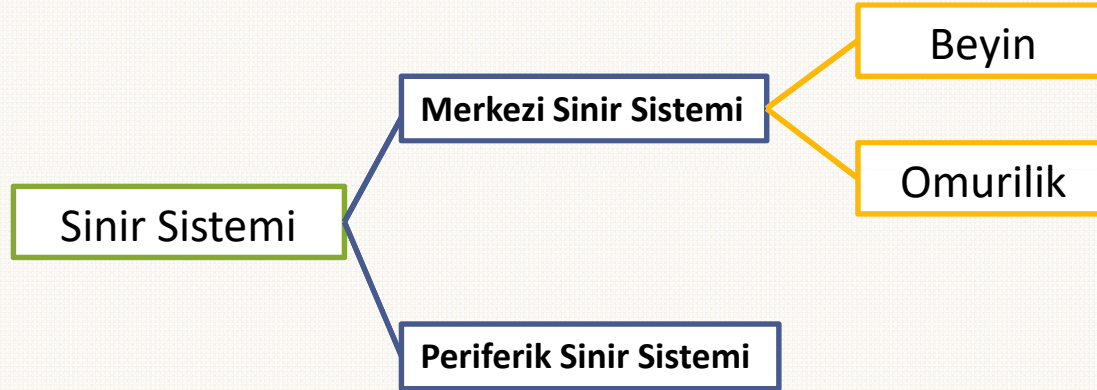 Beyin
Merkezi Sinir Sistemi
Omurilik
Sinir Sistemi
Periferik Sinir Sistemi